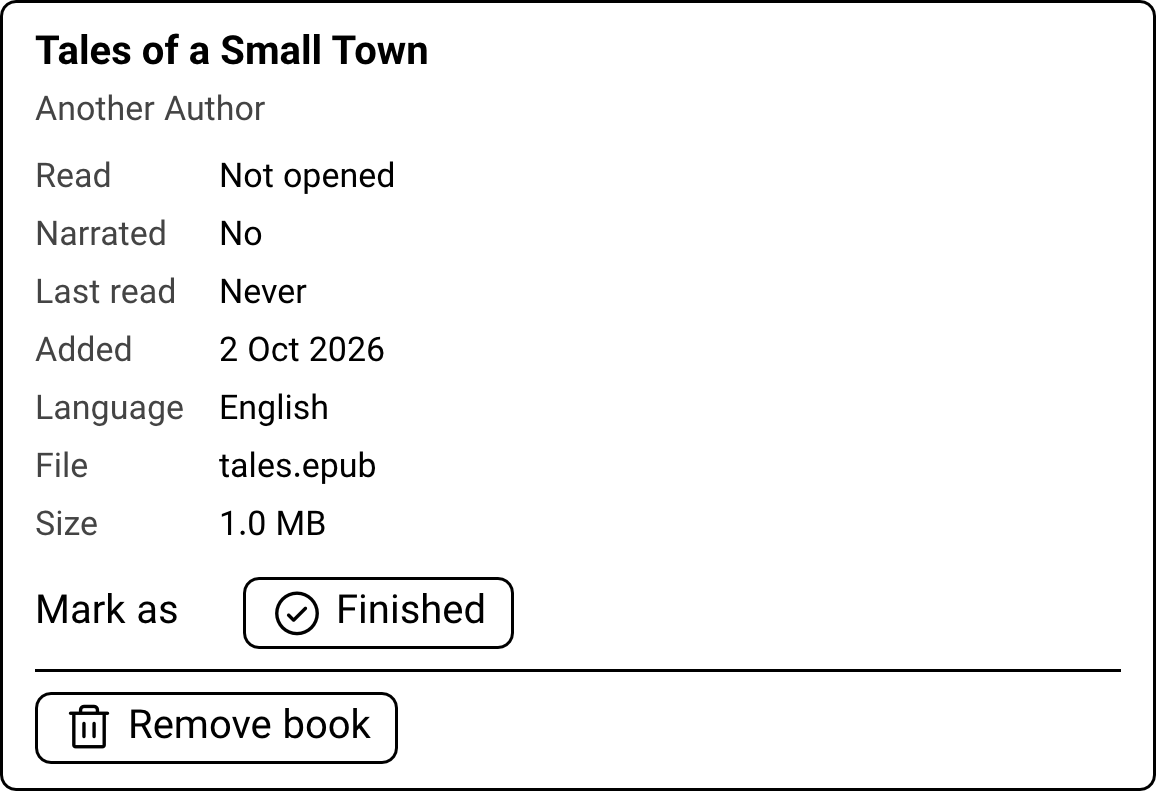 Tales of a Small Town
Another Author
Read Not opened
Narrated No
Last read Never
Added 2 Oct 2026
Language English
File tales.epub
Size 1.0 MB
Mark as Finished
Remove book